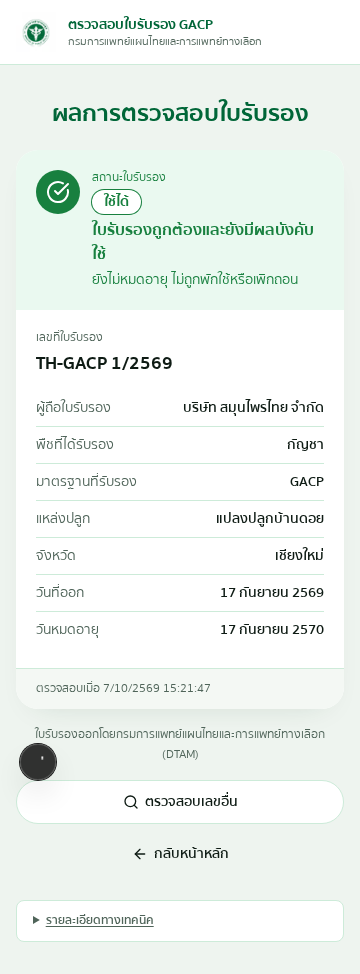 ตรวจสอบใบรับรอง GACP
กรมการแพทย์แผนไทยและการแพทย์ทางเลือก
ผลการตรวจสอบใบรับรอง
สถานะใบรับรอง
ใช้ได้
ใบรับรองถูกต้องและยังมีผลบังคับ
ใช้
ยังไม่หมดอายุ ไม่ถูกพักใช้หรือเพิกถอน
เลขที่ใบรับรอง
TH-GACP 1/2569
ผู้ถือใบรับรอง บริษัท สมุนไพรไทย จำกัด
พืชที่ได้รับรอง กัญชา
มาตรฐานที่รับรอง GACP
แหล่งปลูก แปลงปลูกบ้านดอย
จังหวัด เชียงใหม่
วันที่ออก 17 กันยายน 2569
วันหมดอายุ 17 กันยายน 2570
ตรวจสอบเมื่อ 7/10/2569 15:21:47
ใบรับรองออกโดยกรมการแพทย์แผนไทยและการแพทย์ทางเลือก
(DTAM)
ตรวจสอบเลขอื่น
กลับหน้าหลัก
รายละเอียดทางเทคนิค